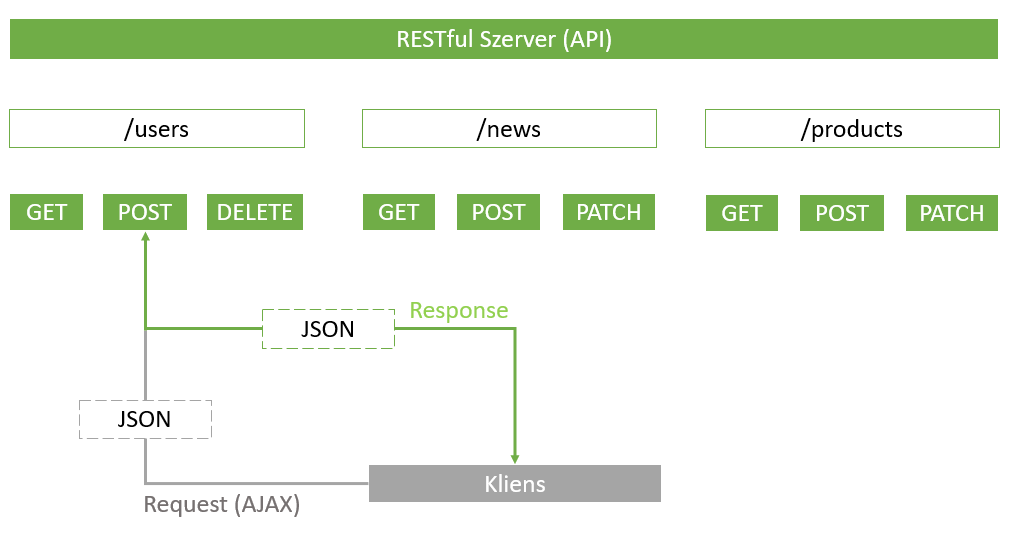 RESTful Szerver (API)
/users
/news
/products
GET
POST
DELETE
GET
POST
PATCH
GET
POST
PATCH
Response
JSON
JSON
Kliens
Request (AJAX)